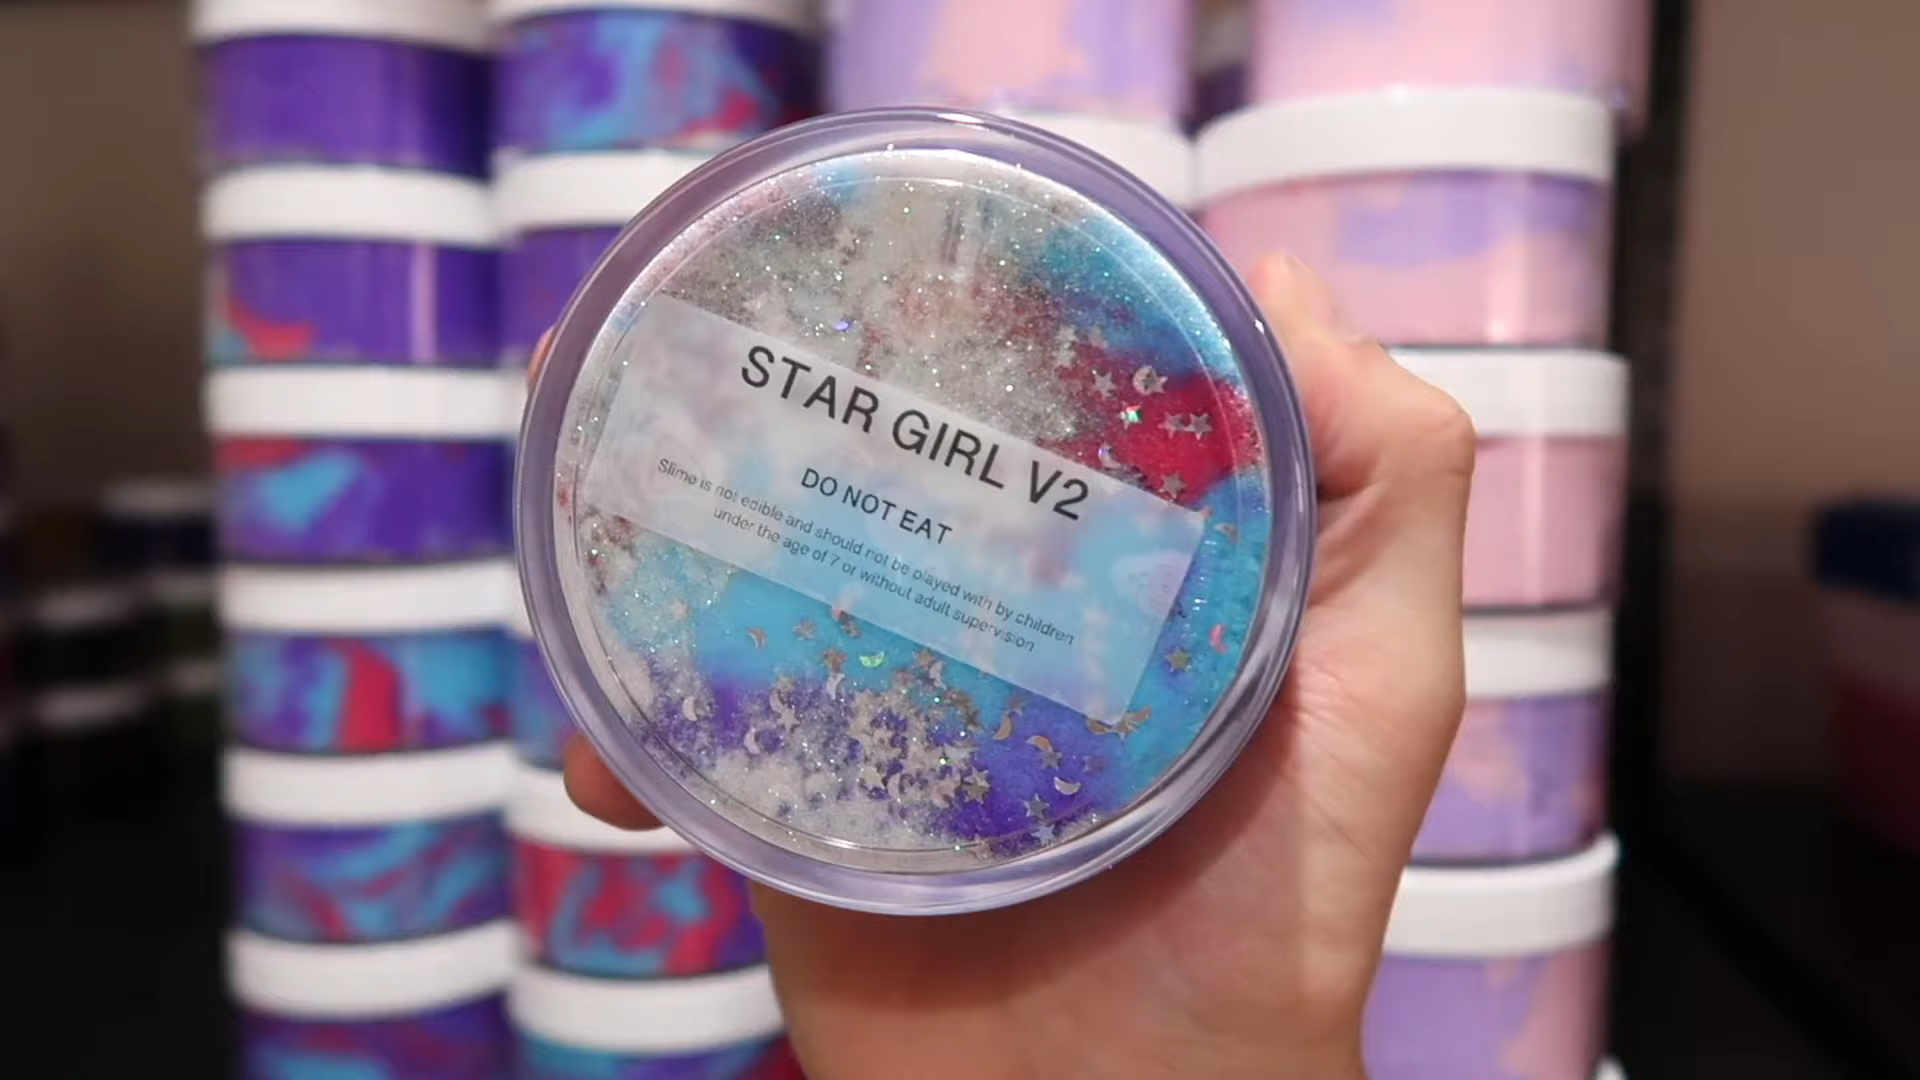 STAR GIRL V2
DO NOT EAT
Slime is not edible and should not be played with by children
under the age of 7 or without adult supervision